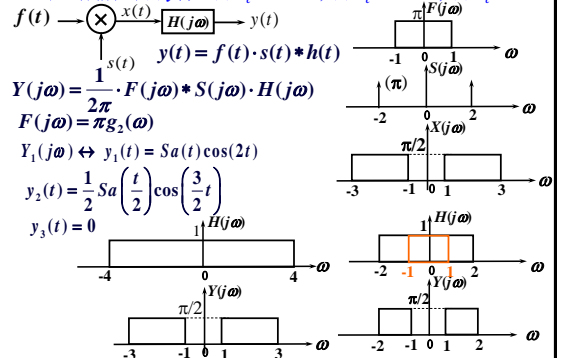 f(t) x(t) H(jω) y(t)
s(t)
y(t) = f(t)·s(t)*h(t)
Y(jω) = 1/2π · F(jω)*S(jω)·H(jω)
F(jω) = πg₂(ω)
Y₁(jω) ↔ y₁(t) = Sa(t)cos(2t)
y₂(t) = 1/2 Sa(t/2)cos(3/2 t)
y₃(t) = 0
π F(jω)
-1 0 1 ω
(π) S(jω)
-2 0 2 ω
X(jω)
π/2
-3 -1 0 1 3 ω
1 H(jω)
-4 0 4 ω
Y(jω)
π/2
-3 -1 0 1 3 ω
1 H(jω)
-2 -1 0 1 2 ω
Y(jω)
π/2
-2 -1 0 1 2 ω